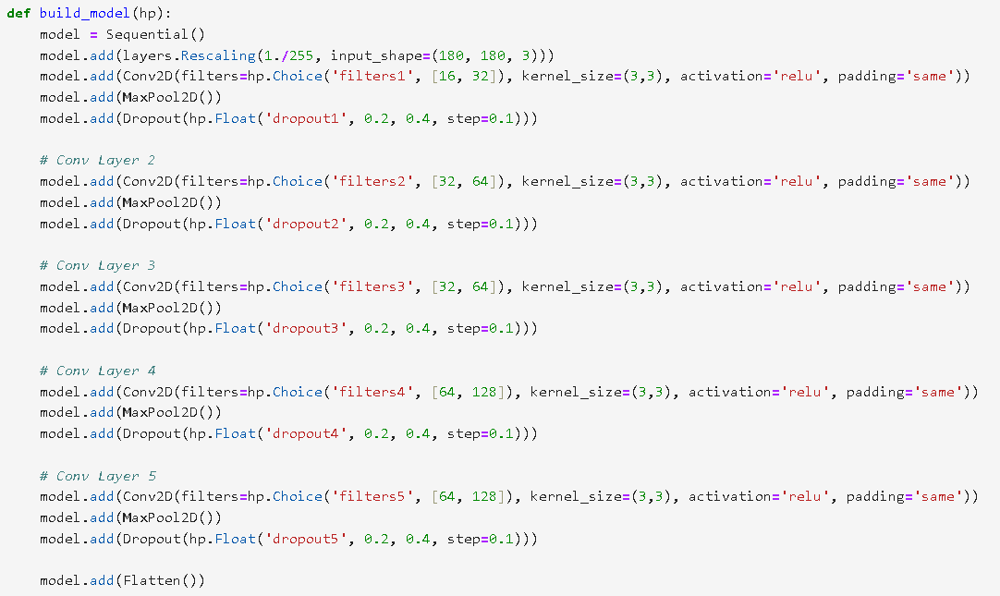 def build_model(hp):
    model = Sequential()
    model.add(layers.Rescaling(1./255, input_shape=(180, 180, 3)))
    model.add(Conv2D(filters=hp.Choice('filters1', [16, 32]), kernel_size=(3,3), activation='relu', padding='same'))
    model.add(MaxPool2D())
    model.add(Dropout(hp.Float('dropout1', 0.2, 0.4, step=0.1)))

    # Conv Layer 2
    model.add(Conv2D(filters=hp.Choice('filters2', [32, 64]), kernel_size=(3,3), activation='relu', padding='same'))
    model.add(MaxPool2D())
    model.add(Dropout(hp.Float('dropout2', 0.2, 0.4, step=0.1)))

    # Conv Layer 3
    model.add(Conv2D(filters=hp.Choice('filters3', [32, 64]), kernel_size=(3,3), activation='relu', padding='same'))
    model.add(MaxPool2D())
    model.add(Dropout(hp.Float('dropout3', 0.2, 0.4, step=0.1)))

    # Conv Layer 4
    model.add(Conv2D(filters=hp.Choice('filters4', [64, 128]), kernel_size=(3,3), activation='relu', padding='same'))
    model.add(MaxPool2D())
    model.add(Dropout(hp.Float('dropout4', 0.2, 0.4, step=0.1)))

    # Conv Layer 5
    model.add(Conv2D(filters=hp.Choice('filters5', [64, 128]), kernel_size=(3,3), activation='relu', padding='same'))
    model.add(MaxPool2D())
    model.add(Dropout(hp.Float('dropout5', 0.2, 0.4, step=0.1)))

    model.add(Flatten())